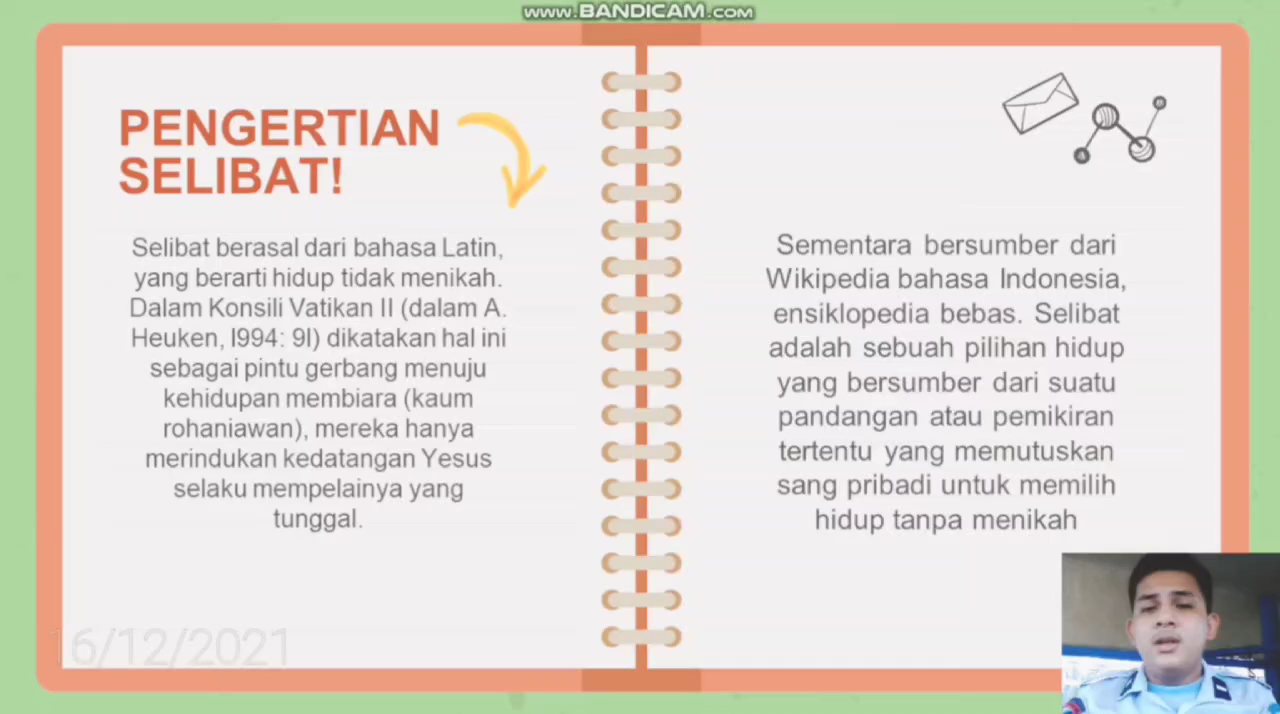 www.BANDICAM.com
PENGERTIAN
SELIBAT!
Selibat berasal dari bahasa Latin,
yang berarti hidup tidak menikah.
Dalam Konsili Vatikan II (dalam A.
Heuken, l994: 9l) dikatakan hal ini
sebagai pintu gerbang menuju
kehidupan membiara (kaum
rohaniawan), mereka hanya
merindukan kedatangan Yesus
selaku mempelainya yang
tunggal.
Sementara bersumber dari
Wikipedia bahasa Indonesia,
ensiklopedia bebas. Selibat
adalah sebuah pilihan hidup
yang bersumber dari suatu
pandangan atau pemikiran
tertentu yang memutuskan
sang pribadi untuk memilih
hidup tanpa menikah
16/12/2021